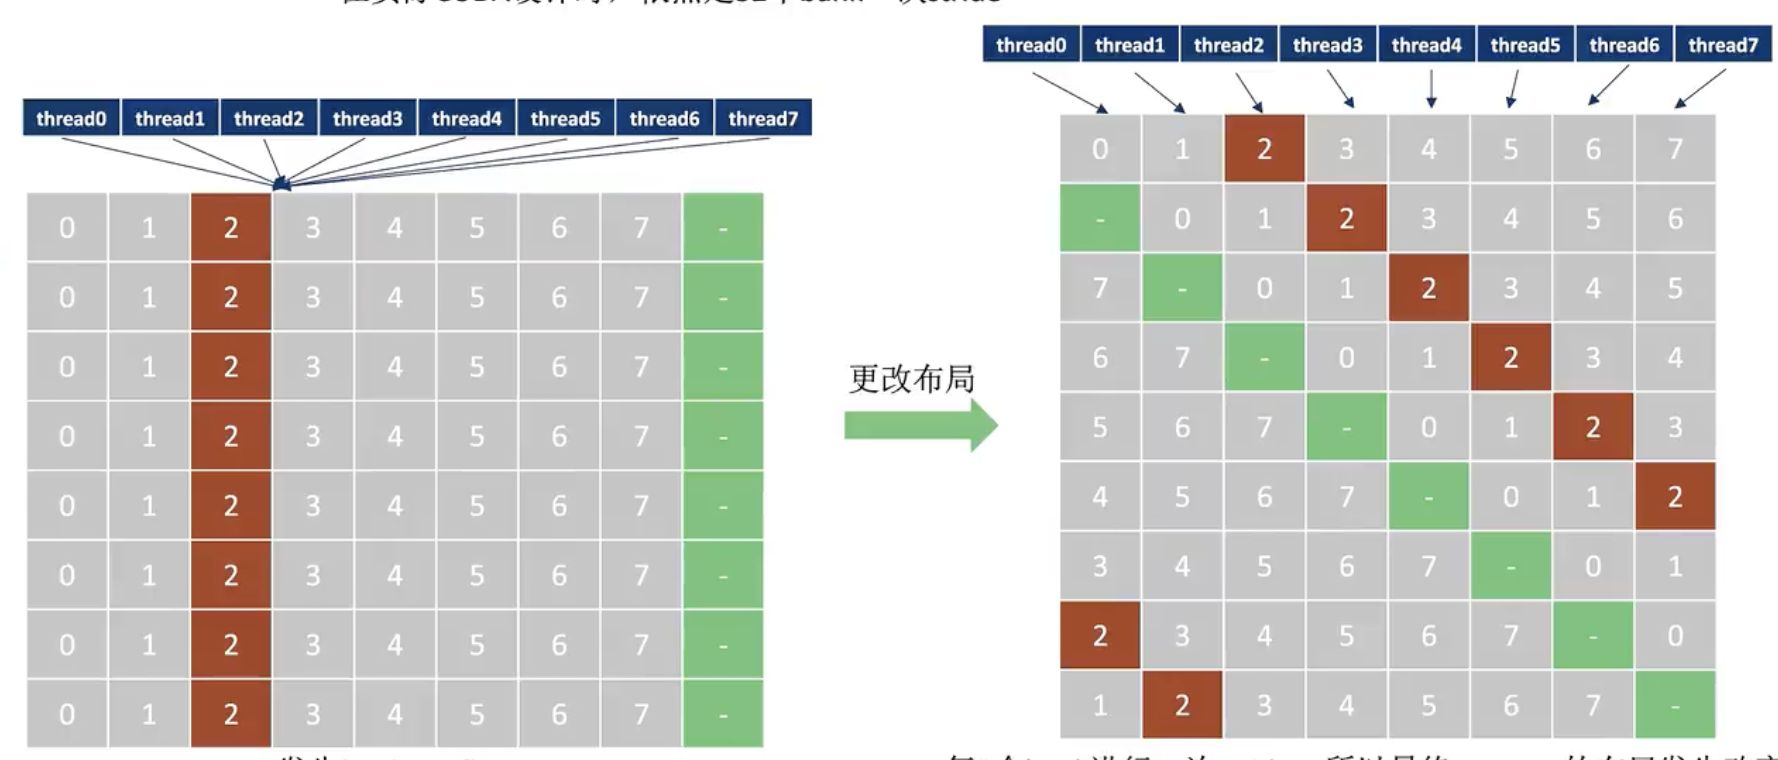 thread0 thread1 thread2 thread3 thread4 thread5 thread6 thread7
0 1 2 3 4 5 6 7 -
0 1 2 3 4 5 6 7 -
0 1 2 3 4 5 6 7 -
0 1 2 3 4 5 6 7 -
0 1 2 3 4 5 6 7 -
0 1 2 3 4 5 6 7 -
0 1 2 3 4 5 6 7 -
0 1 2 3 4 5 6 7 -
更改布局
thread0 thread1 thread2 thread3 thread4 thread5 thread6 thread7
0 1 2 3 4 5 6 7
- 0 1 2 3 4 5 6
7 - 0 1 2 3 4 5
6 7 - 0 1 2 3 4
5 6 7 - 0 1 2 3
4 5 6 7 - 0 1 2
3 4 5 6 7 - 0 1
2 3 4 5 6 7 - 0
1 2 3 4 5 6 7 -